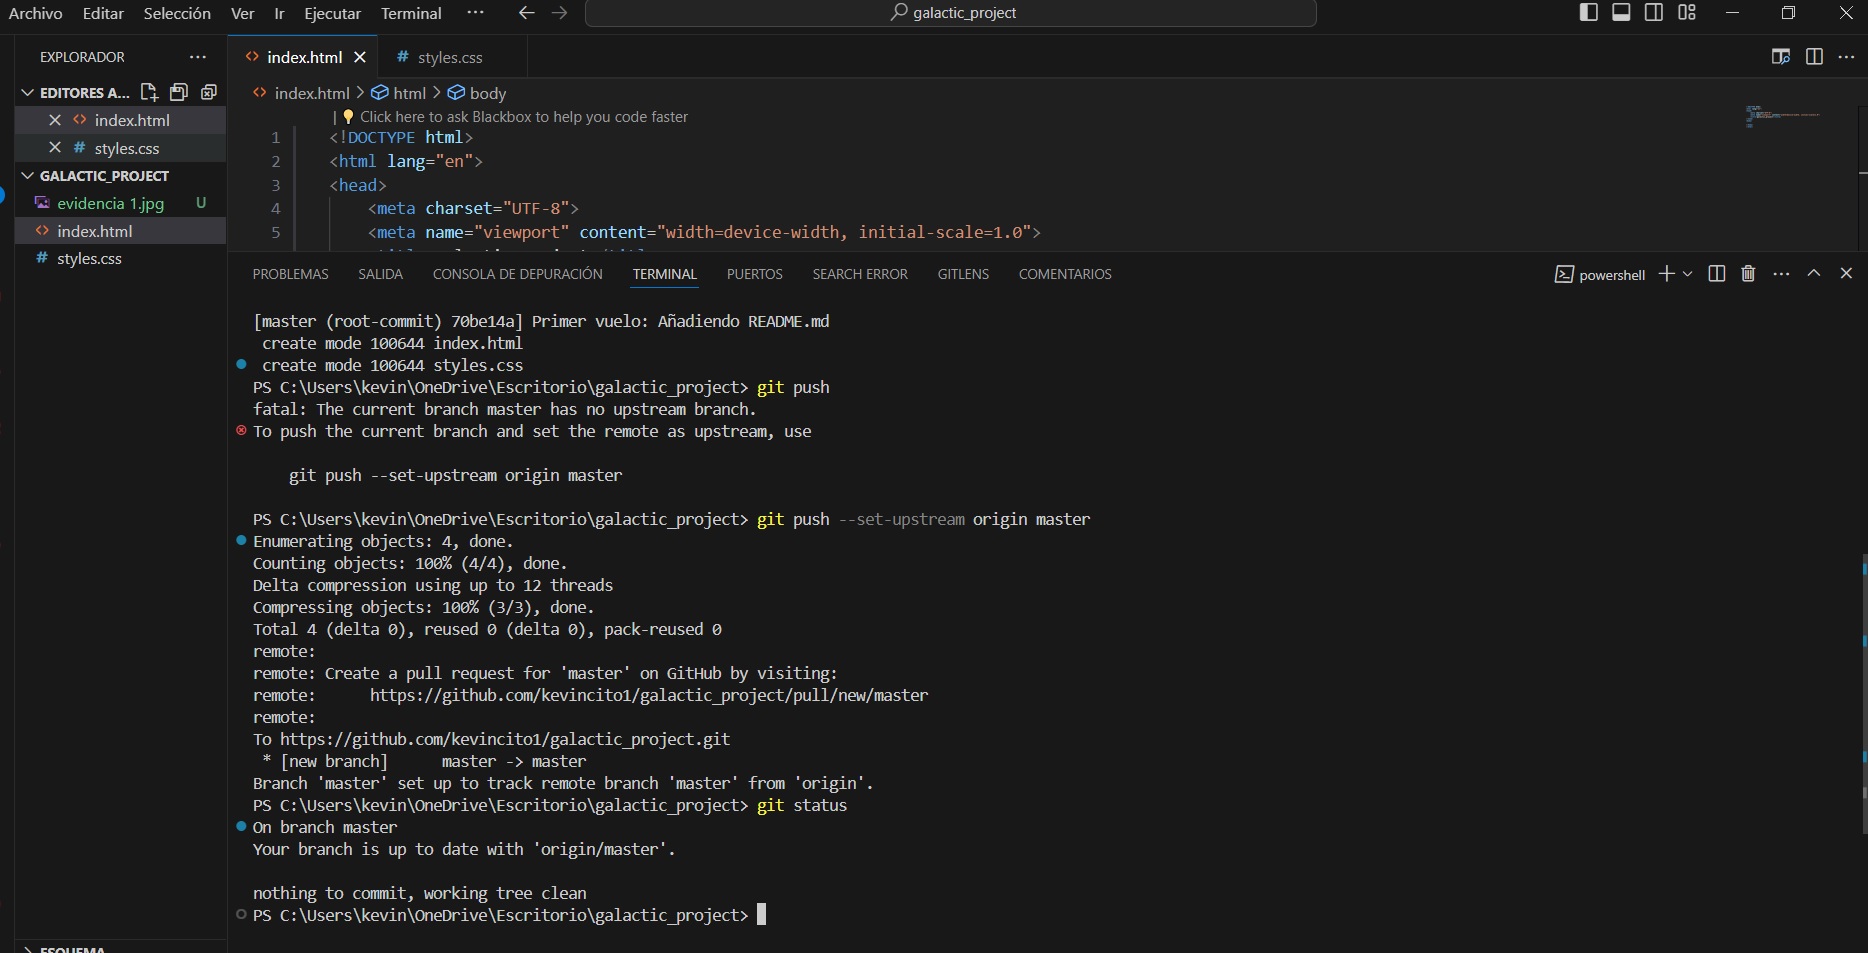 Archivo Editar Selección Ver Ir Ejecutar Terminal ··· galactic_project
EXPLORADOR ···
EDITORES A...
index.html
styles.css
GALACTIC_PROJECT
evidencia 1.jpg U
index.html
styles.css
ESQUEMA
index.html styles.css
index.html > html > body
Click here to ask Blackbox to help you code faster
1 <!DOCTYPE html>
2 <html lang="en">
3 <head>
4 <meta charset="UTF-8">
5 <meta name="viewport" content="width=device-width, initial-scale=1.0">
PROBLEMAS SALIDA CONSOLA DE DEPURACIÓN TERMINAL PUERTOS SEARCH ERROR GITLENS COMENTARIOS powershell
[master (root-commit) 70be14a] Primer vuelo: Añadiendo README.md
create mode 100644 index.html
create mode 100644 styles.css
PS C:\Users\kevin\OneDrive\Escritorio\galactic_project> git push
fatal: The current branch master has no upstream branch.
To push the current branch and set the remote as upstream, use
git push --set-upstream origin master
PS C:\Users\kevin\OneDrive\Escritorio\galactic_project> git push --set-upstream origin master
Enumerating objects: 4, done.
Counting objects: 100% (4/4), done.
Delta compression using up to 12 threads
Compressing objects: 100% (3/3), done.
Total 4 (delta 0), reused 0 (delta 0), pack-reused 0
remote:
remote: Create a pull request for 'master' on GitHub by visiting:
remote: https://github.com/kevincito1/galactic_project/pull/new/master
remote:
To https://github.com/kevincito1/galactic_project.git
* [new branch] master -> master
Branch 'master' set up to track remote branch 'master' from 'origin'.
PS C:\Users\kevin\OneDrive\Escritorio\galactic_project> git status
On branch master
Your branch is up to date with 'origin/master'.
nothing to commit, working tree clean
PS C:\Users\kevin\OneDrive\Escritorio\galactic_project>